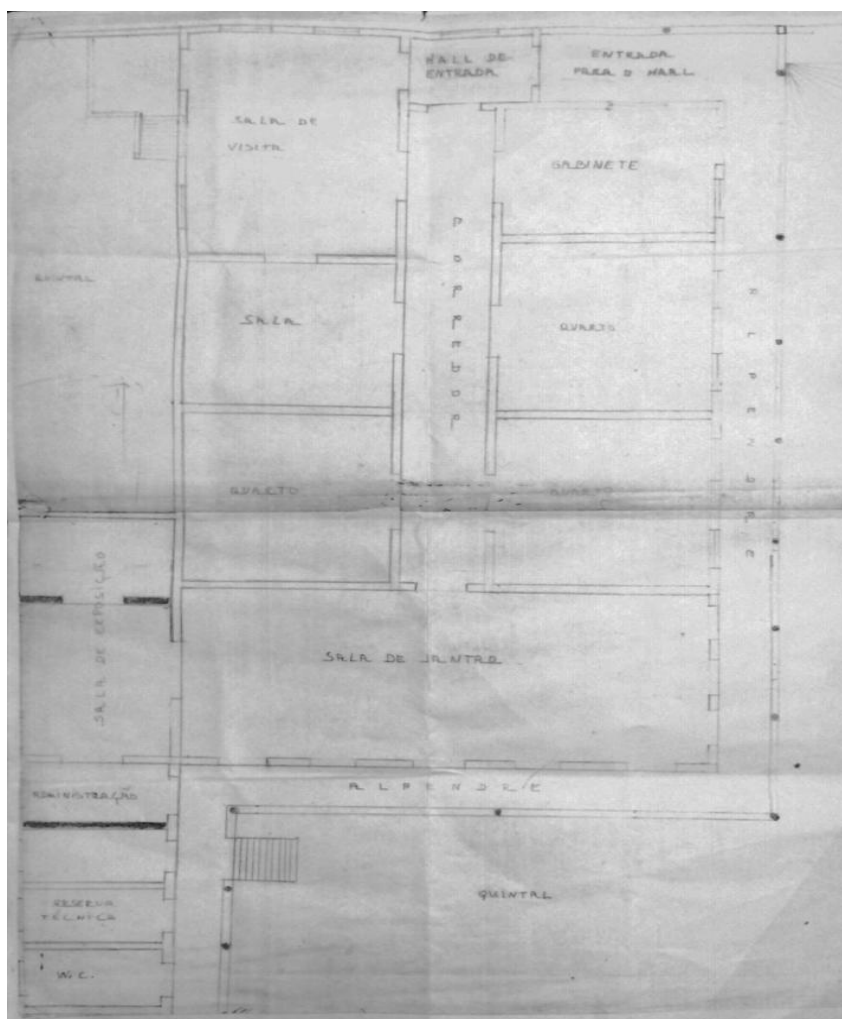 HALL DE
ENTRADA
ENTRADA
PARA O HALL
SALA DE
VISITA
GABINETE
CORREDOR
QUINTAL
SALA
QUARTO
ALPENDRE
QUARTO
QUARTO
SALA DE EXPOSIÇÃO
SALA DE JANTAR
ALPENDRE
ADMINISTRAÇÃO
QUINTAL
RESERVA
TÉCNICA
W.C.